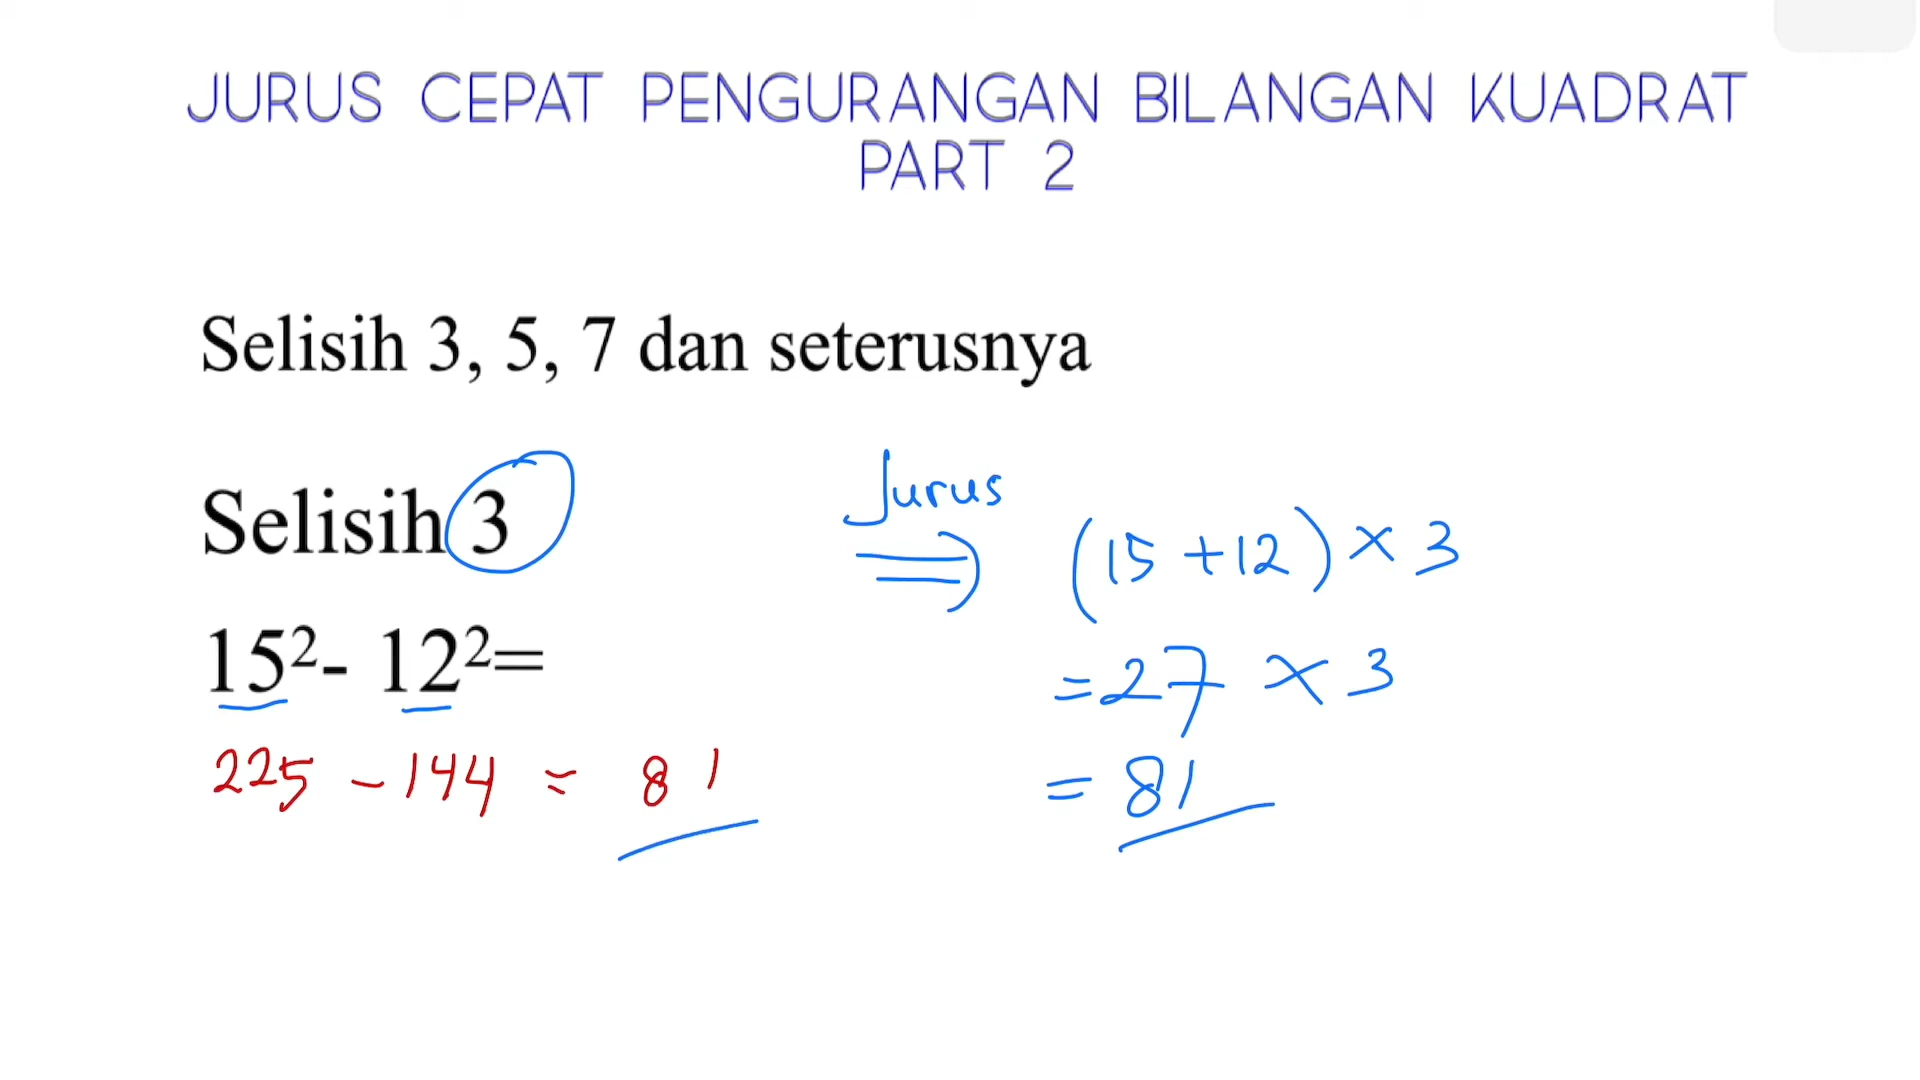 JURUS CEPAT PENGURANGAN BILANGAN KUADRAT
PART 2
Selisih 3, 5, 7 dan seterusnya
Selisih 3
15²- 12²=
225 - 144 = 81
Jurus
⇒ (15 + 12) × 3
= 27 × 3
= 81